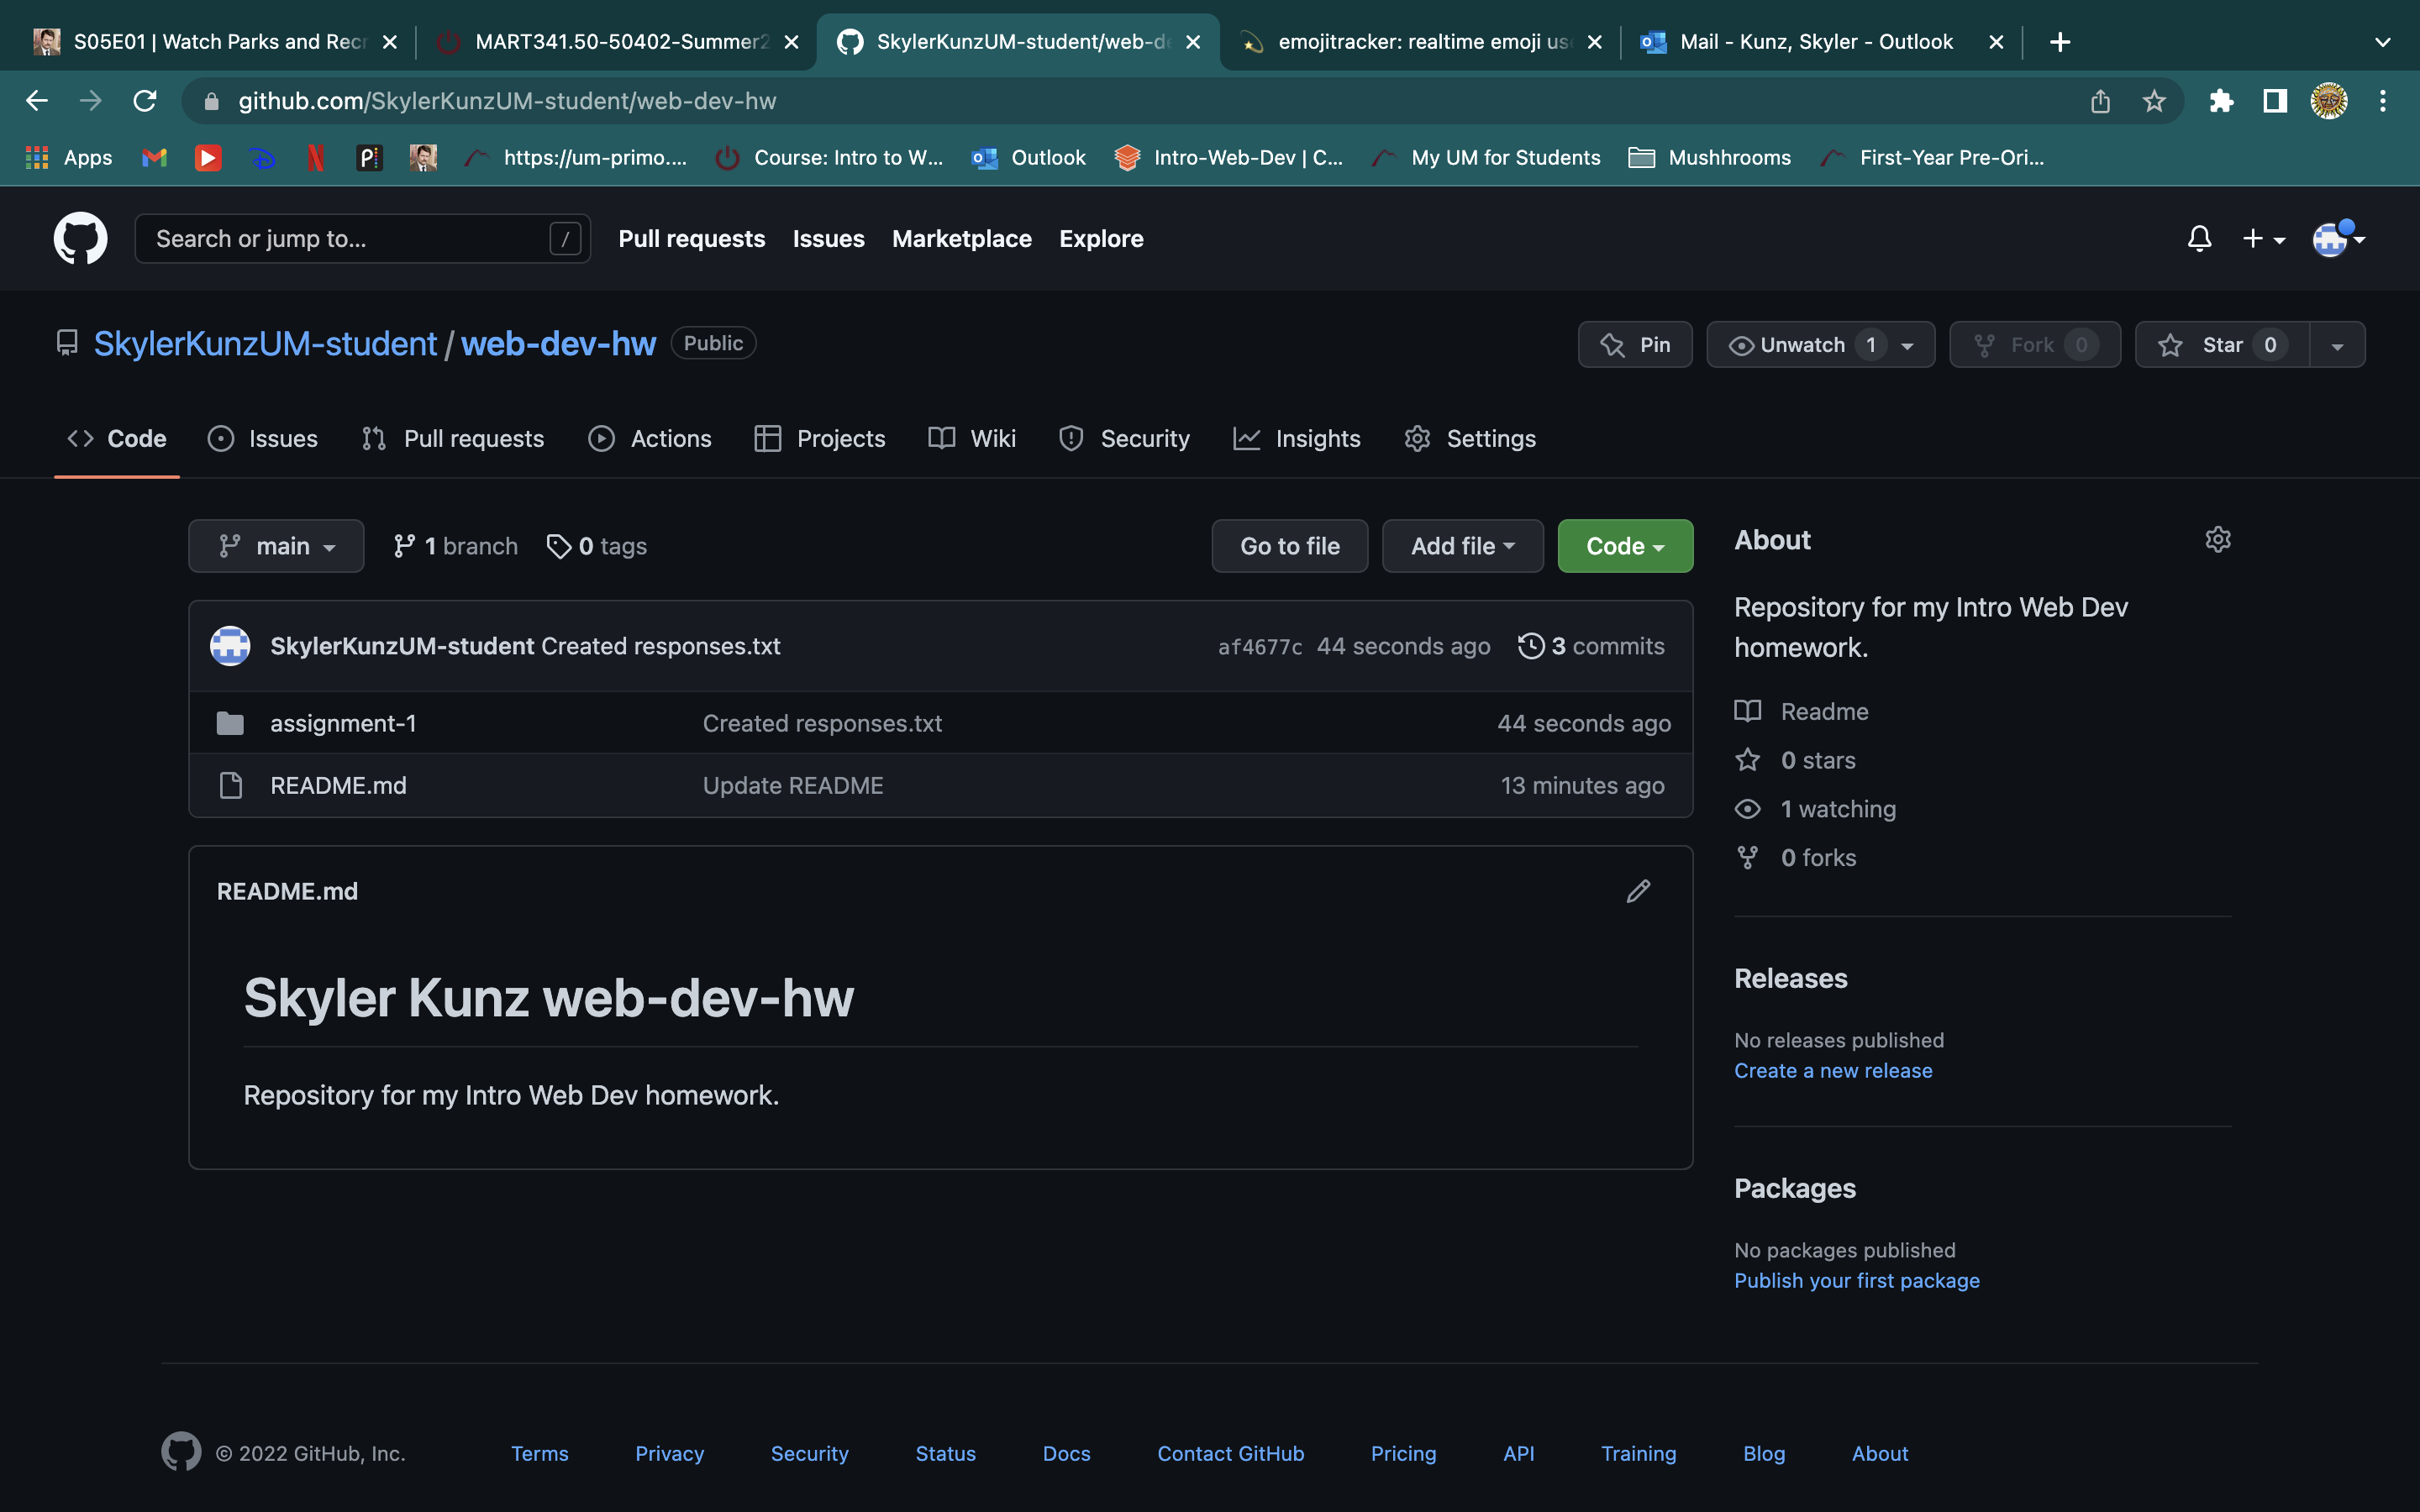 S05E01 | Watch Parks and Recr
MART341.50-50402-Summer2
SkylerKunzUM-student/web-de
emojitracker: realtime emoji use
Mail - Kunz, Skyler - Outlook
github.com/SkylerKunzUM-student/web-dev-hw
Apps
https://um-primo....
Course: Intro to W...
Outlook
Intro-Web-Dev | C...
My UM for Students
Mushhrooms
First-Year Pre-Ori...
Search or jump to... /
Pull requests Issues Marketplace Explore
SkylerKunzUM-student / web-dev-hw Public
Pin Unwatch 1 Fork 0 Star 0
Code Issues Pull requests Actions Projects Wiki Security Insights Settings
main 1 branch 0 tags
Go to file Add file Code
SkylerKunzUM-student Created responses.txt af4677c 44 seconds ago 3 commits
assignment-1 Created responses.txt 44 seconds ago
README.md Update README 13 minutes ago
README.md
Skyler Kunz web-dev-hw
Repository for my Intro Web Dev homework.
About
Repository for my Intro Web Dev
homework.
Readme
0 stars
1 watching
0 forks
Releases
No releases published
Create a new release
Packages
No packages published
Publish your first package
© 2022 GitHub, Inc. Terms Privacy Security Status Docs Contact GitHub Pricing API Training Blog About